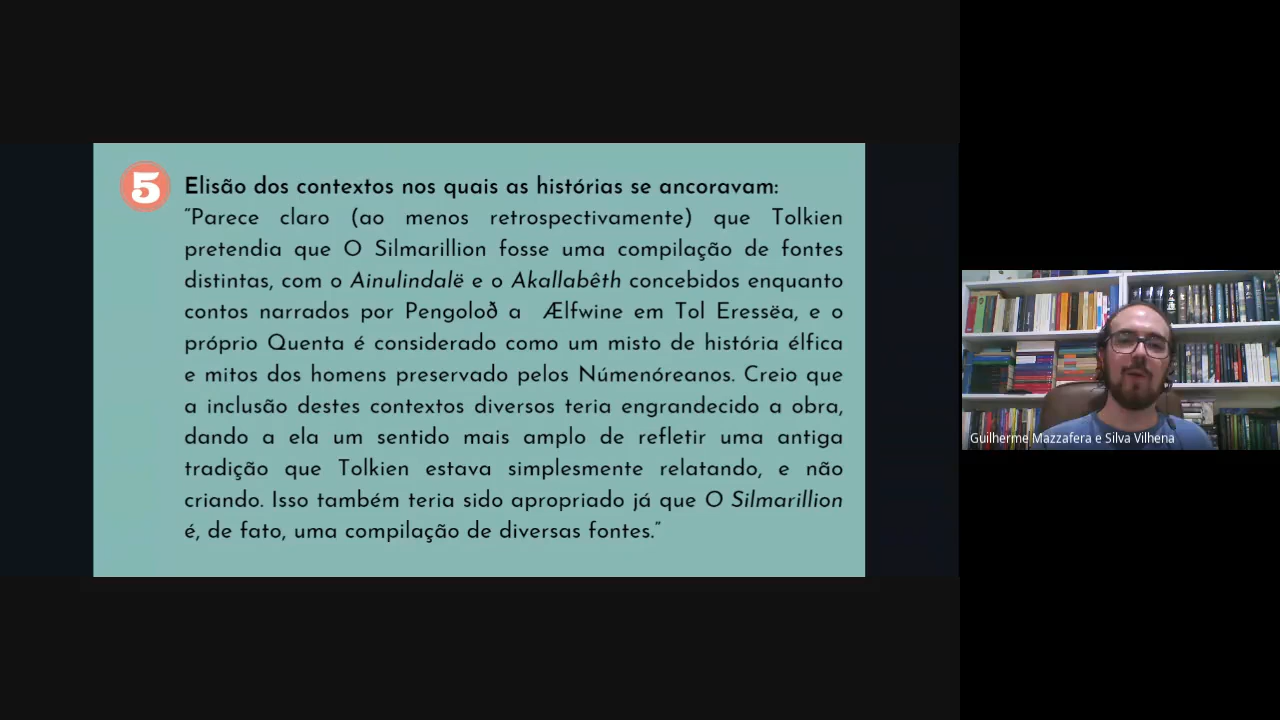 5
Elisão dos contextos nos quais as histórias se ancoravam:
“Parece claro (ao menos retrospectivamente) que Tolkien
pretendia que O Silmarillion fosse uma compilação de fontes
distintas, com o Ainulindalë e o Akallabêth concebidos enquanto
contos narrados por Pengoloð a Ælfwine em Tol Eressëa, e o
próprio Quenta é considerado como um misto de história élfica
e mitos dos homens preservado pelos Númenóreanos. Creio que
a inclusão destes contextos diversos teria engrandecido a obra,
dando a ela um sentido mais amplo de refletir uma antiga
tradição que Tolkien estava simplesmente relatando, e não
criando. Isso também teria sido apropriado já que O Silmarillion
é, de fato, uma compilação de diversas fontes.”
Guilherme Mazzafera e Silva Vilhena